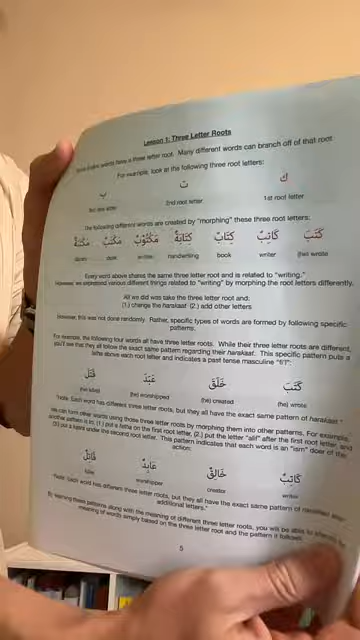 Lesson 1: Three Letter Roots
Most Arabic words have a three letter root. Many different words can branch off of that root.
For example, look at the following three root letters:
ك ت ب
1st root letter 2nd root letter 3rd root letter
The following different words are created by "morphing" these three root letters:
كَتَبَ كَاتِبٌ كِتَابٌ كِتَابَةٌ مَكْتُوْبٌ مَكْتَبٌ مَكْتَبَةٌ
(he) wrote writer book handwriting written desk library
Every word above shares the same three letter root and is related to "writing."
However, we expressed various different things related to "writing" by morphing the root letters differently.
All we did was take the three letter root and:
(1.) change the harakaat (2.) add other letters
However, this was not done randomly. Rather, specific types of words are formed by following specific
patterns.
For example, the following four words all have three letter roots. While their three letter roots are different,
you'll see that they all follow the exact same pattern regarding their harakaat. This specific pattern puts a
fatha above each root letter and indicates a past tense masculine
كَتَبَ خَلَقَ عَبَدَ قَتَلَ
(he) wrote (he) created (he) worshipped (he) killed
*Note: Each word has different three letter roots, but they all have the exact same pattern of harakaat.*
We can form other words using those three letter roots by morphing them into other patterns. For example,
another pattern is to: (1.) put a fatha on the first root letter, (2.) put the letter "alif" after the first root letter, and
(3) put a kasra under the second root letter. This pattern indicates that each word is an "ism" doer of the
action:
كَاتِبٌ خَالِقٌ عَابِدٌ قَاتِلٌ
writer creator worshipper killer
*Note: Each word has different three letter roots, but they all have the exact same pattern of harakaat and
additional letters.*
By learning these patterns along with the meaning of different three letter roots, you will be able to
meaning of words simply based on the three letter root and the pattern it follows.
5